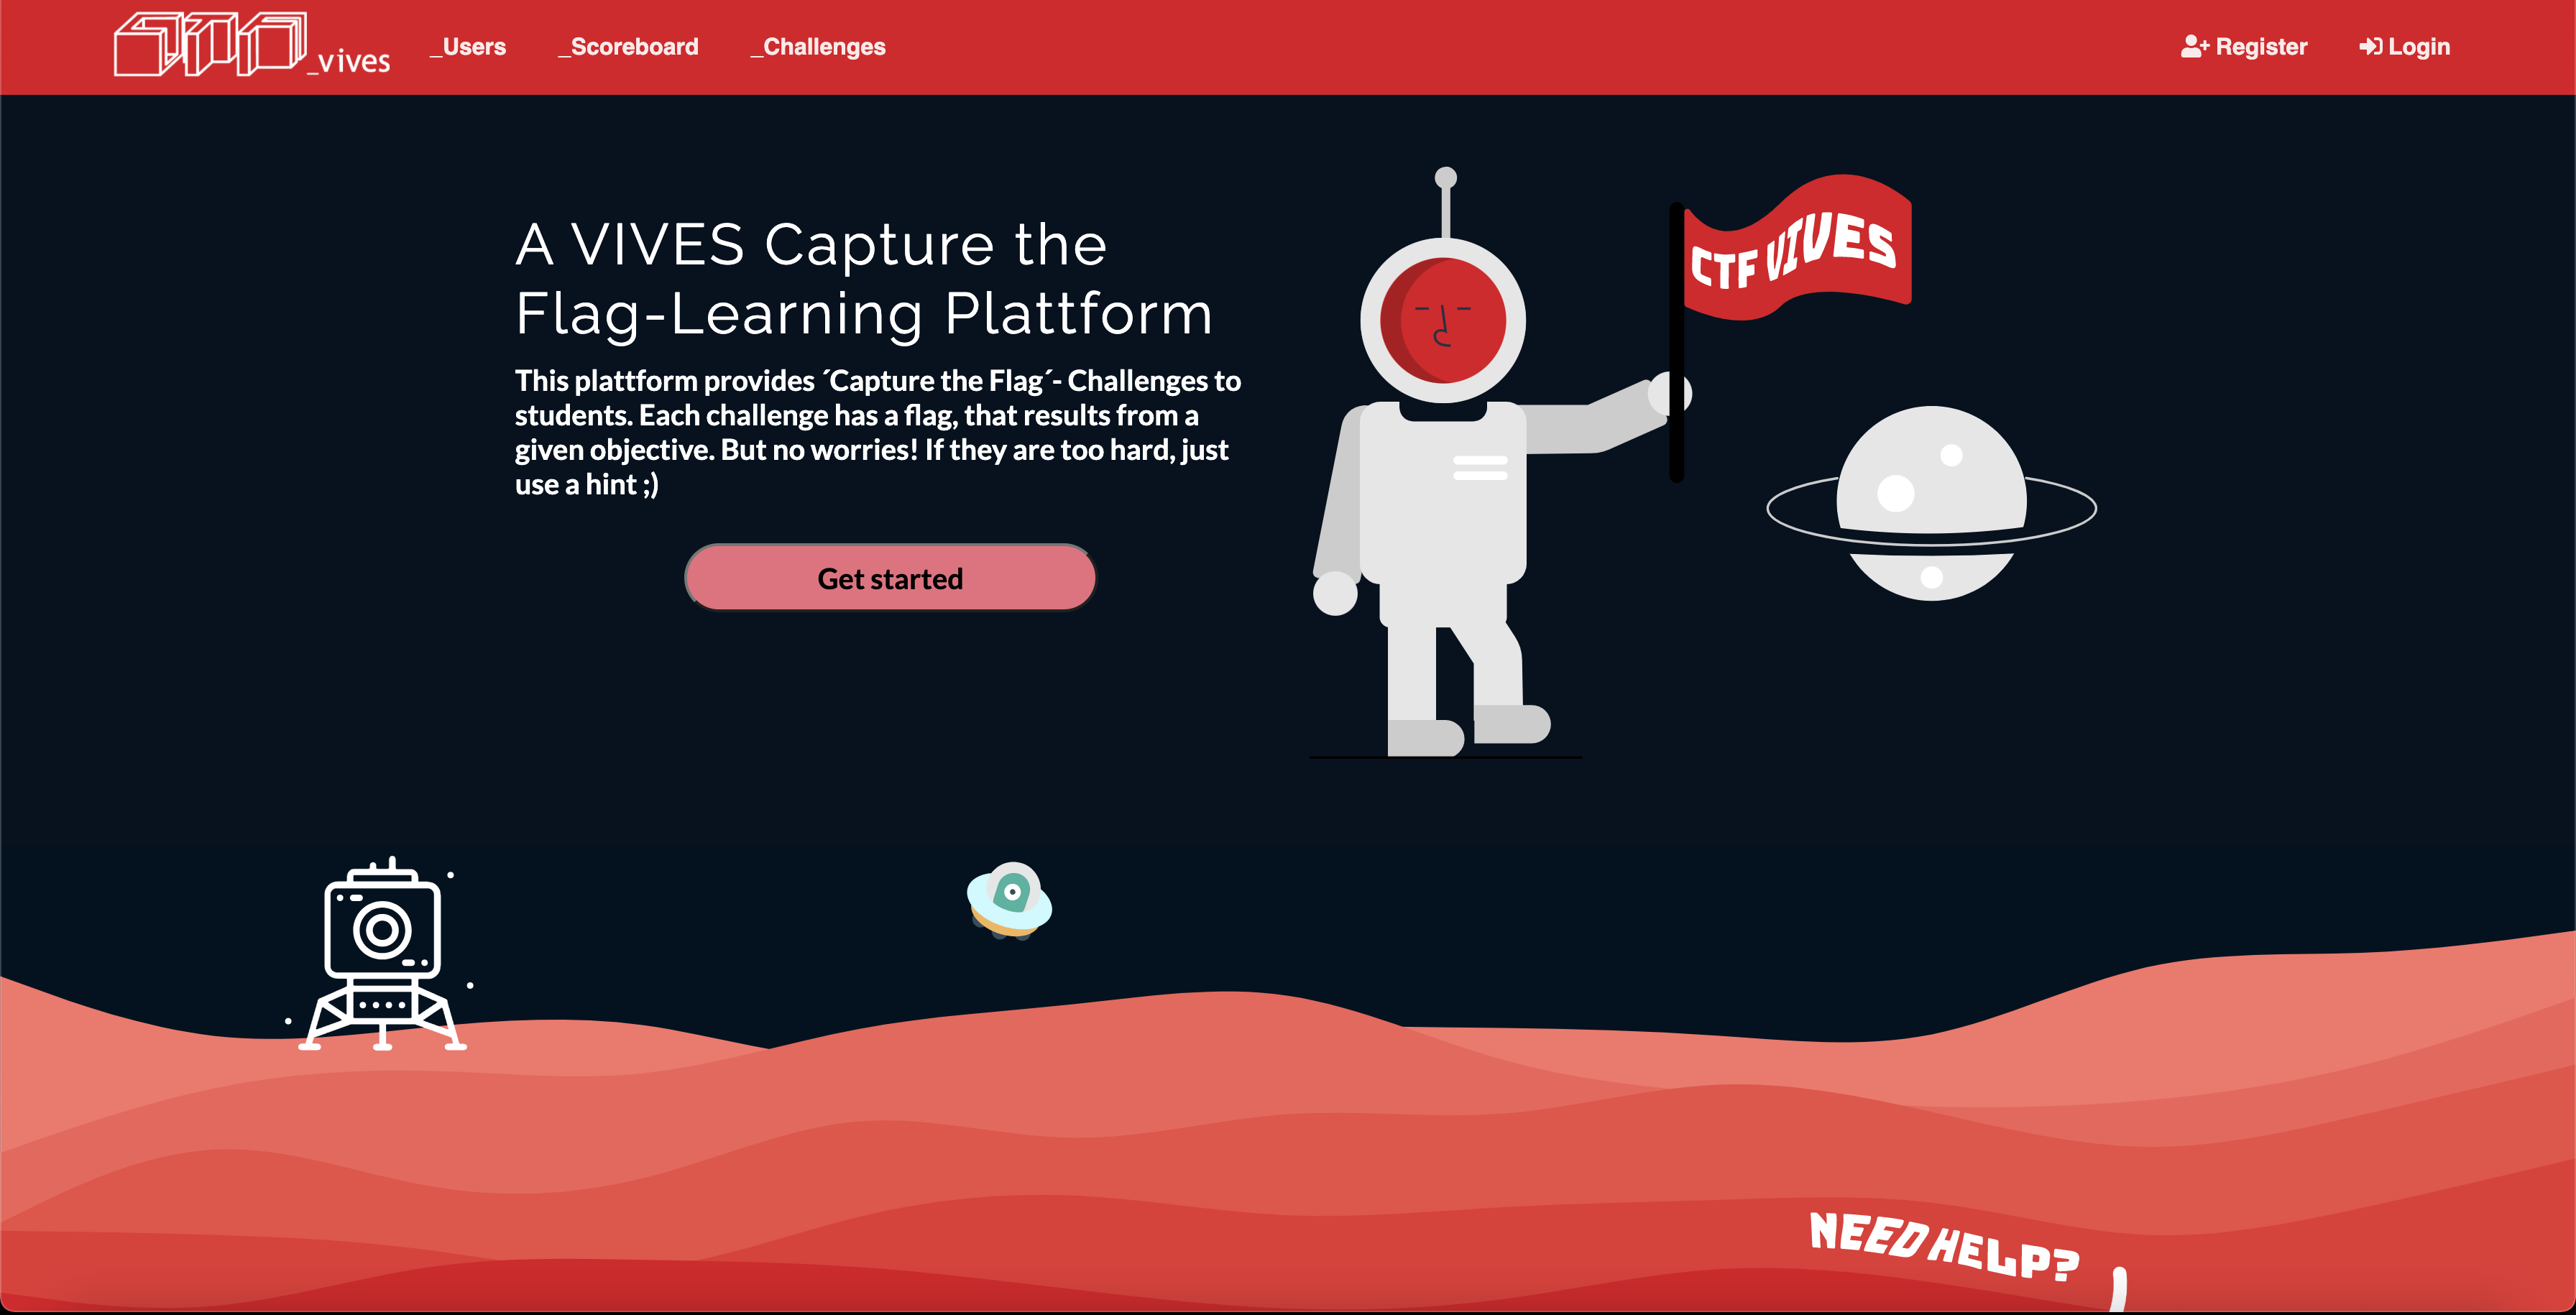 CTF_vives
_Users
_Scoreboard
_Challenges
Register
Login
A VIVES Capture the
Flag-Learning Plattform
This plattform provides ´Capture the Flag´- Challenges to
students. Each challenge has a flag, that results from a
given objective. But no worries! If they are too hard, just
use a hint ;)
Get started
CTF VIVES
NEED HELP?